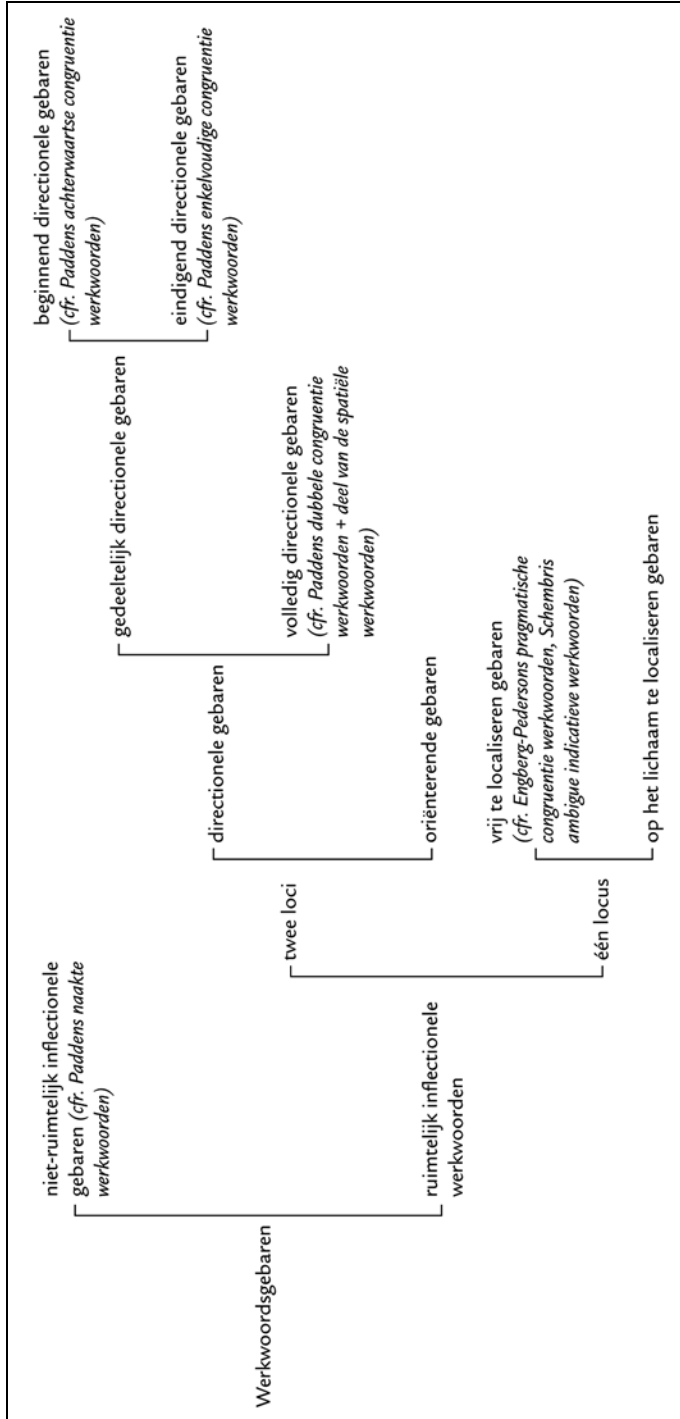 Werkwoordsgebaren
niet-ruimtelijk inflectionele
gebaren (cfr. Paddens naakte
werkwoorden)
ruimtelijk inflectionele
werkwoorden
twee loci
één locus
directionele gebaren
oriënterende gebaren
vrij te localiseren gebaren
(cfr. Engberg-Pedersons pragmatische
congruentie werkwoorden, Schembris
ambigue indicatieve werkwoorden)
op het lichaam te localiseren gebaren
gedeeltelijk directionele gebaren
volledig directionele gebaren
(cfr. Paddens dubbele congruentie
werkwoorden + deel van de spatiële
werkwoorden)
beginnend directionele gebaren
(cfr. Paddens achterwaartse congruentie
werkwoorden)
eindigend directionele gebaren
(cfr. Paddens enkelvoudige congruentie
werkwoorden)